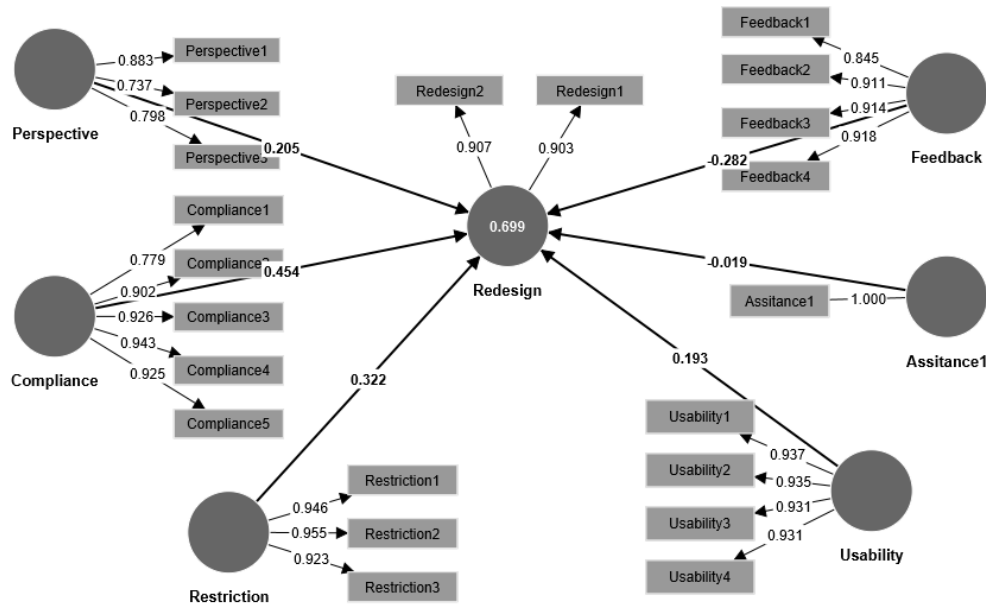 Perspective
0.883
0.737
0.798
Perspective1
Perspective2
Perspective3
0.205
Redesign2
Redesign1
0.907
0.903
0.699
Redesign
Feedback1
Feedback2
Feedback3
Feedback4
0.845
0.911
0.914
0.918
-0.282
Feedback
Compliance1
Compliance2
Compliance3
Compliance4
Compliance5
0.779
0.902
0.926
0.943
0.925
0.454
Compliance
-0.019
Assitance1
1.000
Assitance1
0.322
0.193
Restriction1
Restriction2
Restriction3
0.946
0.955
0.923
Restriction
Usability1
Usability2
Usability3
Usability4
0.937
0.935
0.931
0.931
Usability